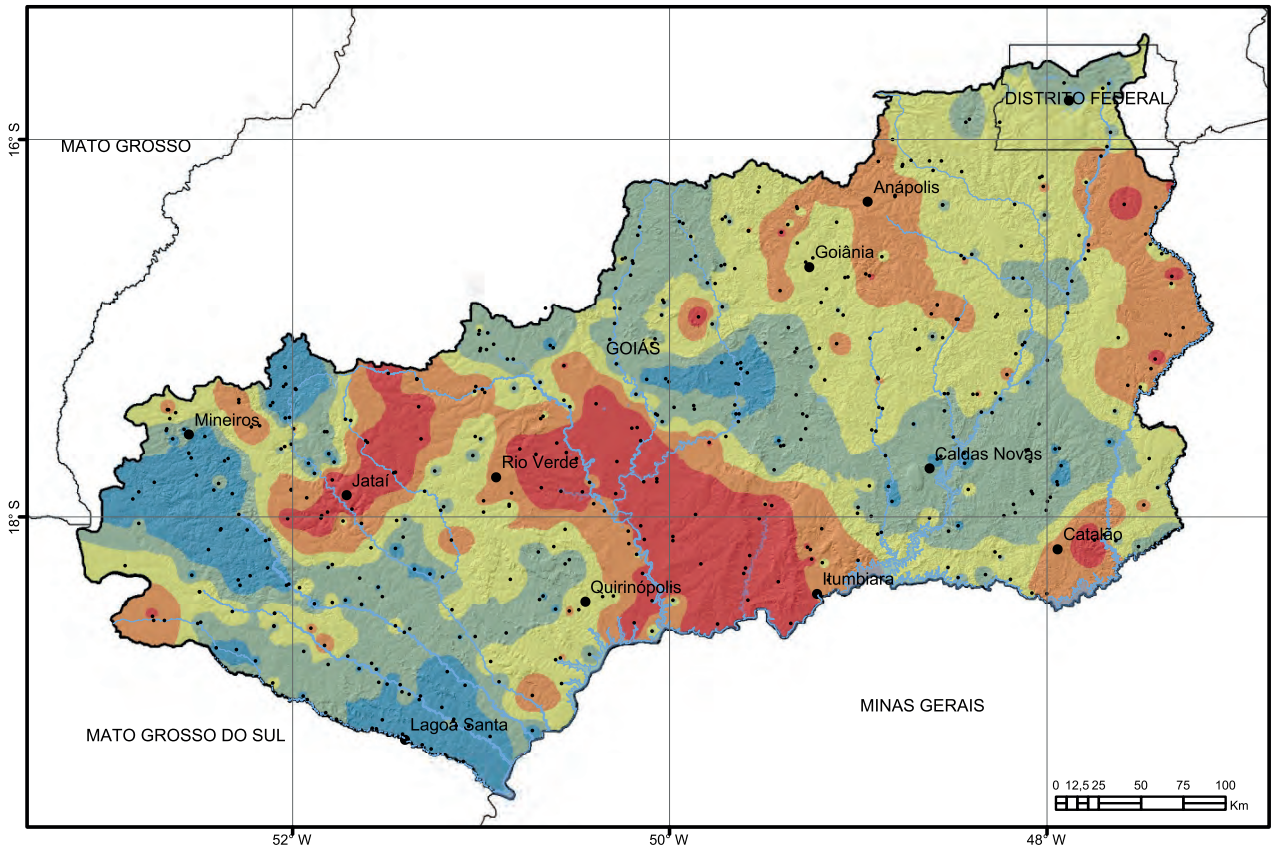 DISTRITO FEDERAL
16° S
MATO GROSSO
Anápolis
Goiânia
GOIÁS
Mineiros
Caldas Novas
Rio Verde
Jataí
18° S
Catalão
Itumbiara
Quirinópolis
MINAS GERAIS
Lagoa Santa
MATO GROSSO DO SUL
0 12,5 25 50 75 100
Km
52° W 50° W 48° W